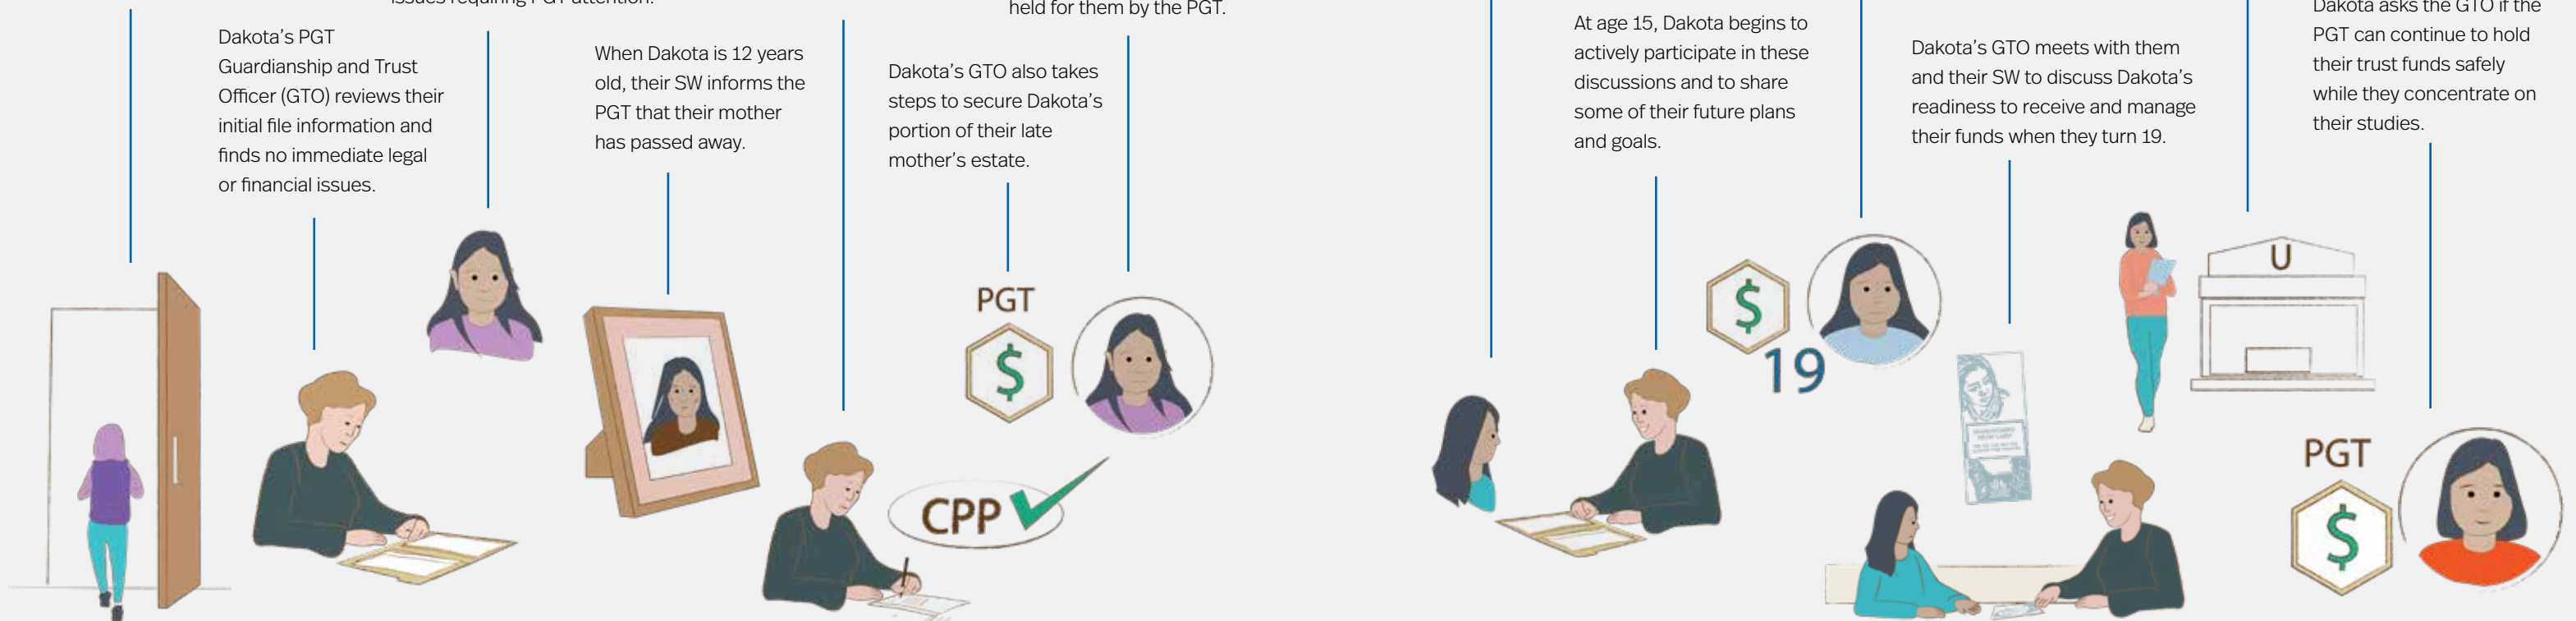 issues requiring PGT attention.
held for them by the PGT.
Dakota's PGT
Guardianship and Trust
Officer (GTO) reviews their
initial file information and
finds no immediate legal
or financial issues.
When Dakota is 12 years
old, their SW informs the
PGT that their mother
has passed away.
Dakota's GTO also takes
steps to secure Dakota's
portion of their late
mother's estate.
At age 15, Dakota begins to
actively participate in these
discussions and to share
some of their future plans
and goals.
Dakota's GTO meets with them
and their SW to discuss Dakota's
readiness to receive and manage
their funds when they turn 19.
Dakota asks the GTO if the
PGT can continue to hold
their trust funds safely
while they concentrate on
their studies.
PGT
$
CPP
$
19
U
PGT
$